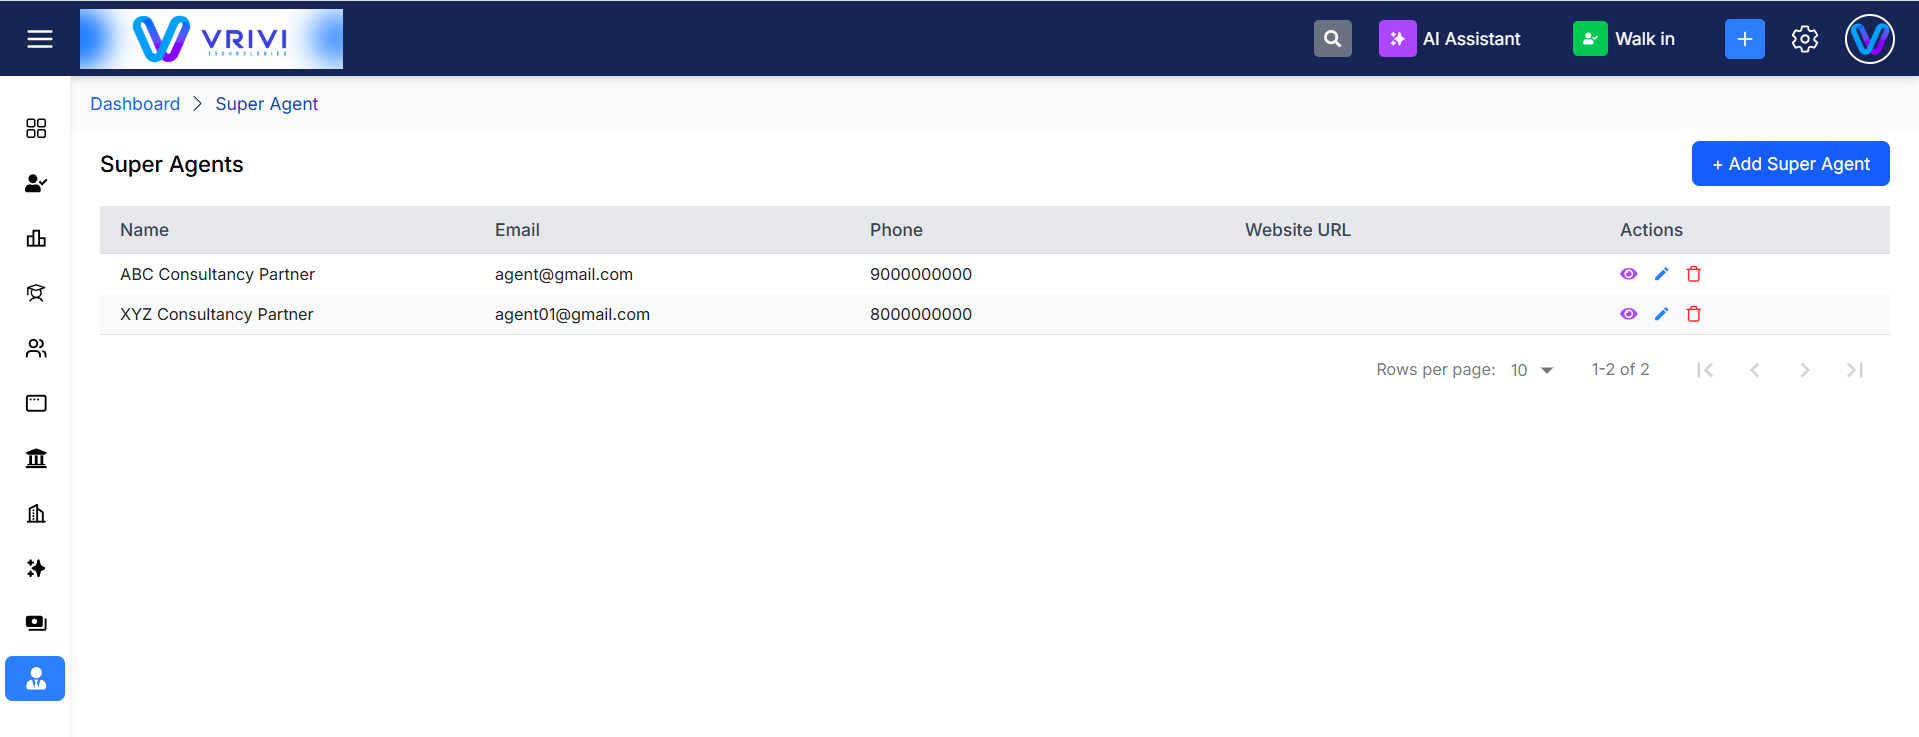 VRIVI
TECHNOLOGIES
AI Assistant
Walk in
Dashboard > Super Agent
Super Agents
+ Add Super Agent
Name Email Phone Website URL Actions
ABC Consultancy Partner agent@gmail.com 9000000000
XYZ Consultancy Partner agent01@gmail.com 8000000000
Rows per page: 10 1-2 of 2